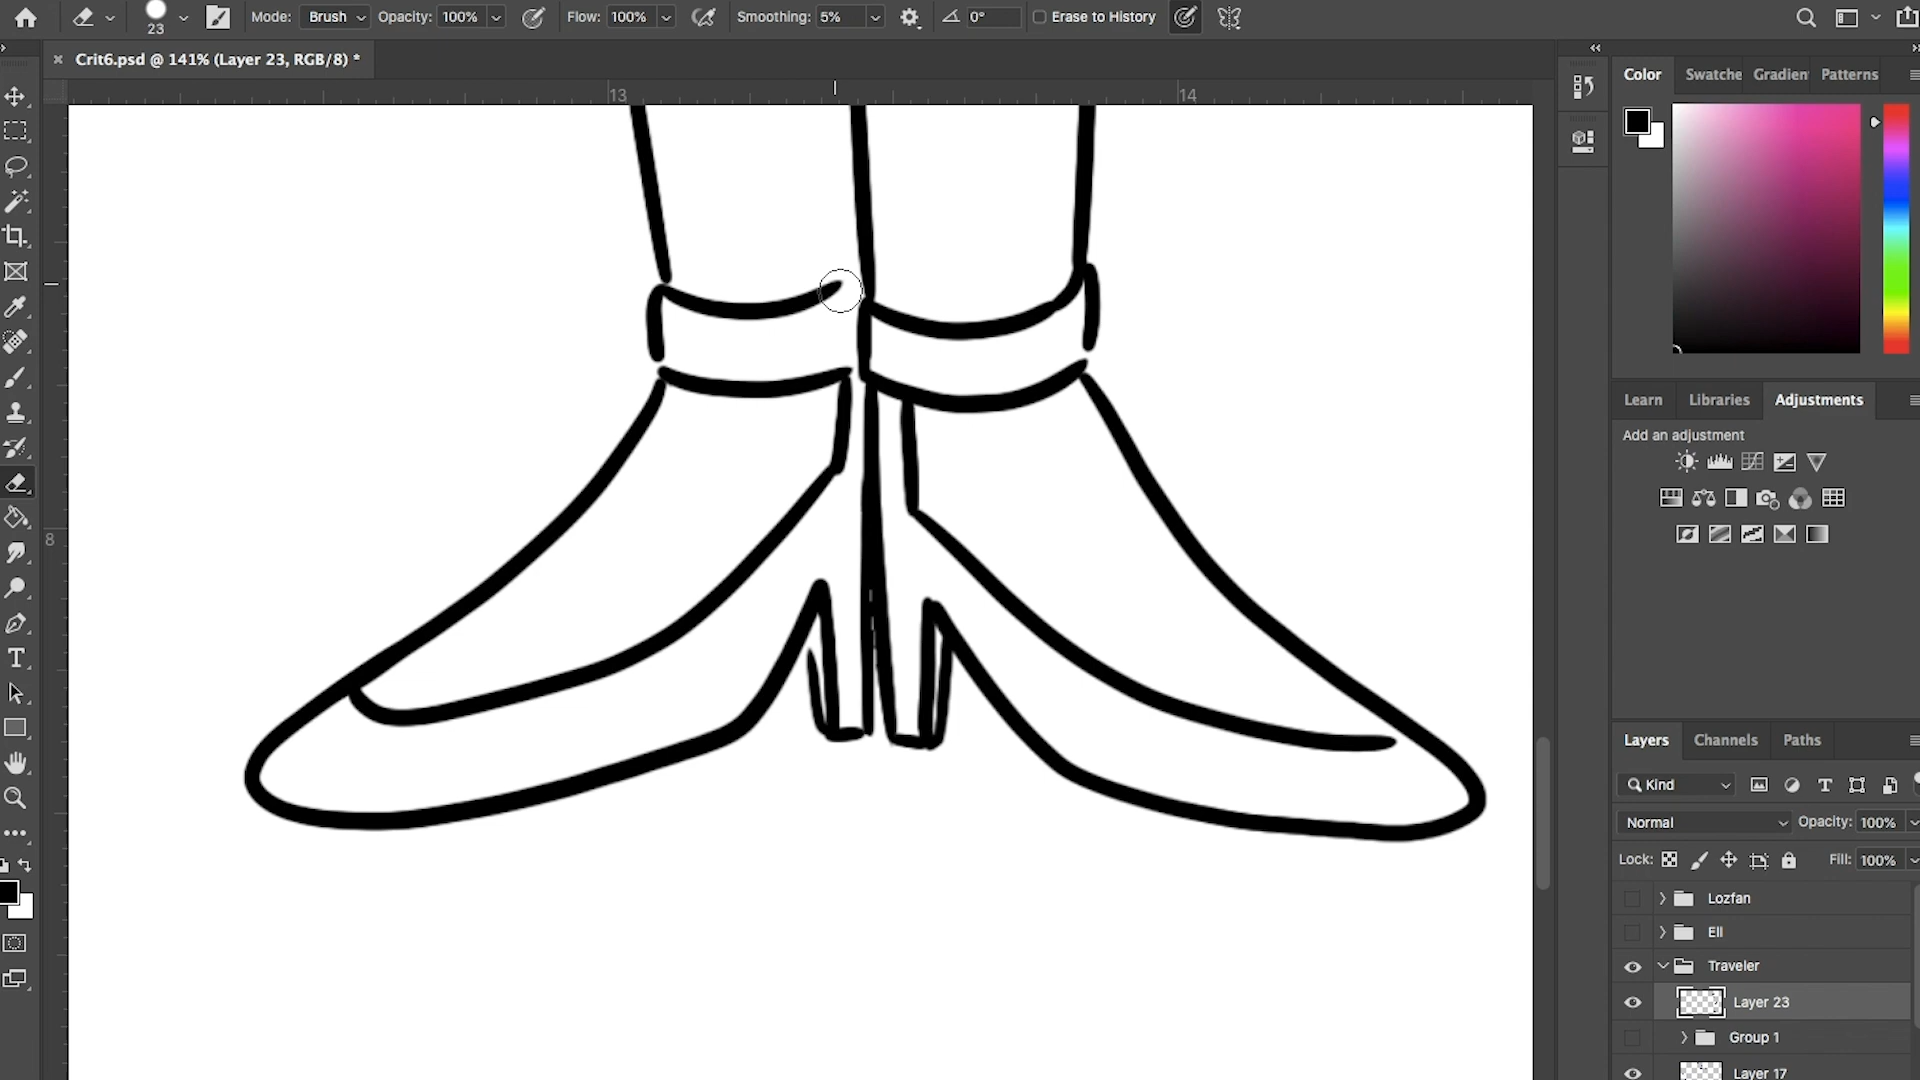 Mode: Brush Opacity: 100% Flow: 100% Smoothing: 5% 0° Erase to History
23
Crit6.psd @ 141% (Layer 23, RGB/8) *
13 14
8
Color Swatche Gradien Patterns
Learn Libraries Adjustments
Add an adjustment
Layers Channels Paths
Kind
Normal Opacity: 100%
Lock: Fill: 100%
Lozfan
Ell
Traveler
Layer 23
Group 1
Layer 17